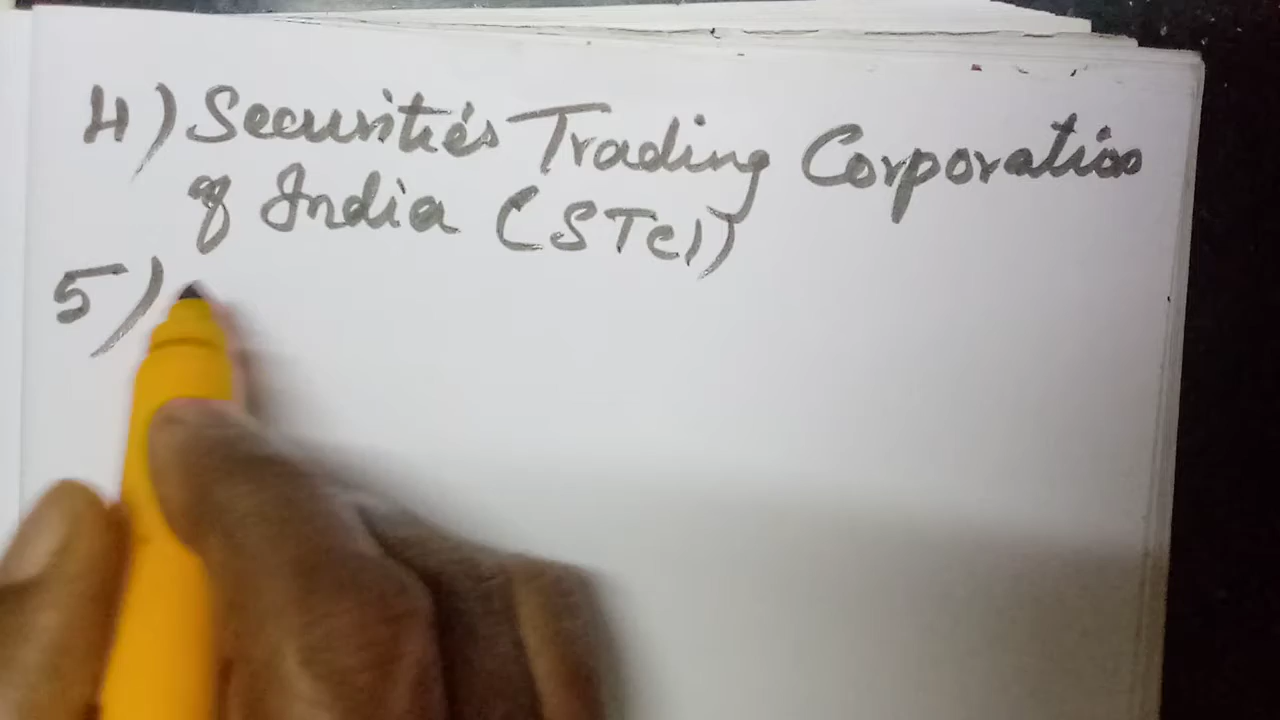 4) Securities Trading Corporation
of India (STCI)
5)